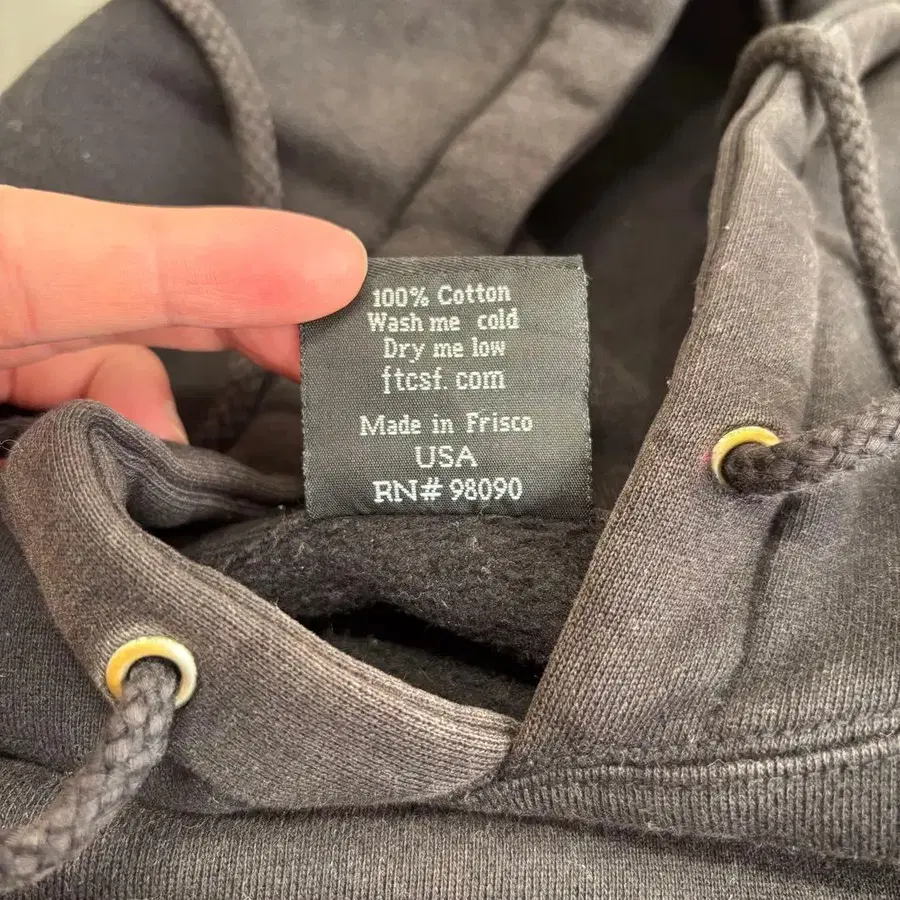 100% Cotton
Wash me cold
Dry me low
ftcsf.com
Made in Frisco
USA
RN# 98090